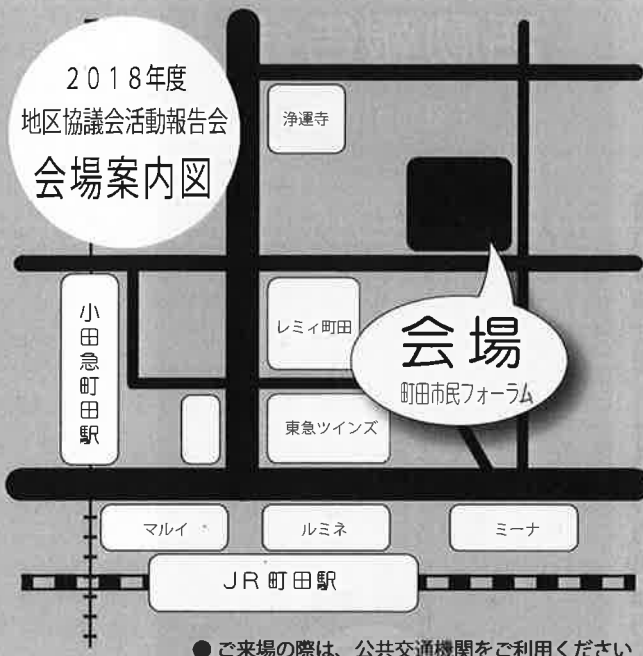 2018年度
地区協議会活動報告会
会場案内図
浄運寺
小田急町田駅
レミィ町田
会場
町田市民フォーラム
東急ツインズ
マルイ
ルミネ
ミーナ
JR町田駅
●ご来場の際は、公共交通機関をご利用ください